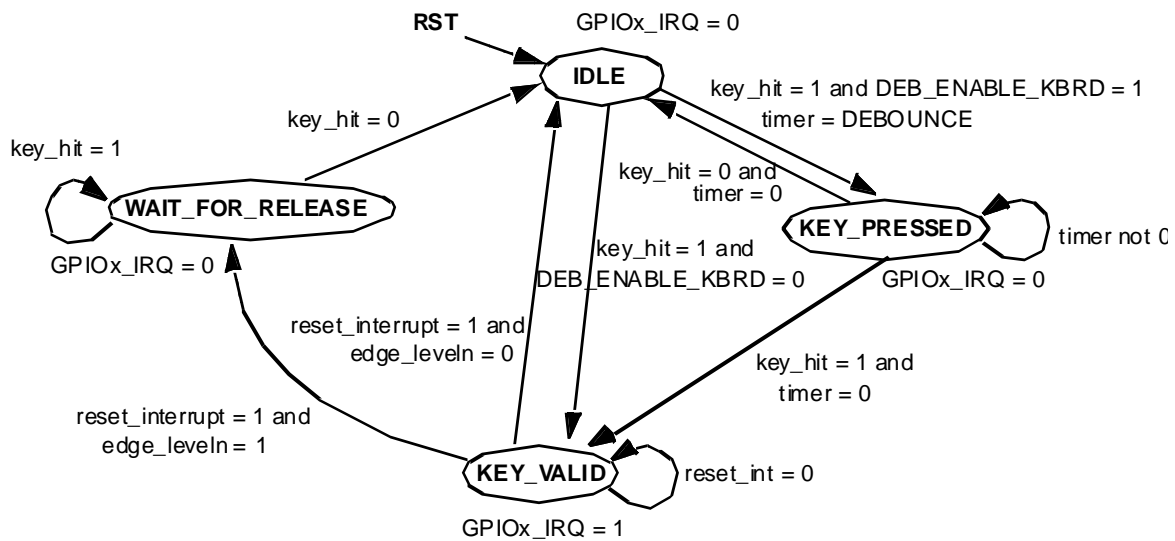 RST
GPIOx_IRQ = 0
IDLE
key_hit = 1 and DEB_ENABLE_KBRD = 1
timer = DEBOUNCE
key_hit = 0
key_hit = 1
key_hit = 0 and
timer = 0
WAIT_FOR_RELEASE
KEY_PRESSED
timer not 0
GPIOx_IRQ = 0
key_hit = 1 and
DEB_ENABLE_KBRD = 0
GPIOx_IRQ = 0
reset_interrupt = 1 and
edge_leveln = 0
key_hit = 1 and
timer = 0
reset_interrupt = 1 and
edge_leveln = 1
KEY_VALID
reset_int = 0
GPIOx_IRQ = 1